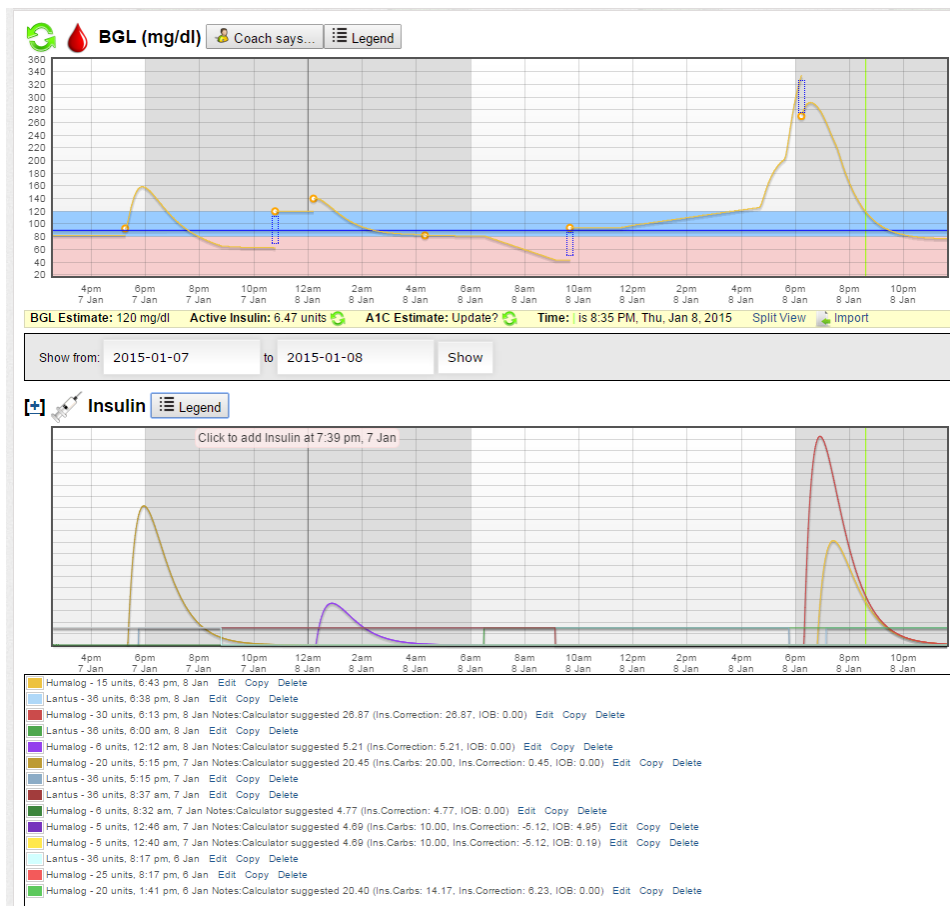 BGL (mg/dl) Coach says... Legend
360
340
320
300
280
260
240
220
200
180
160
140
120
100
80
60
40
20
4pm 6pm 8pm 10pm 12am 2am 4am 6am 8am 10am 12pm 2pm 4pm 6pm 8pm 10pm
7 Jan 7 Jan 7 Jan 7 Jan 8 Jan 8 Jan 8 Jan 8 Jan 8 Jan 8 Jan 8 Jan 8 Jan 8 Jan 8 Jan 8 Jan 8 Jan
BGL Estimate: 120 mg/dl Active Insulin: 6.47 units A1C Estimate: Update? Time: | is 8:35 PM, Thu, Jan 8, 2015 Split View Import
Show from: 2015-01-07 to 2015-01-08 Show
[+] Insulin Legend
Click to add Insulin at 7:39 pm, 7 Jan
4pm 6pm 8pm 10pm 12am 2am 4am 6am 8am 10am 12pm 2pm 4pm 6pm 8pm 10pm
7 Jan 7 Jan 7 Jan 7 Jan 8 Jan 8 Jan 8 Jan 8 Jan 8 Jan 8 Jan 8 Jan 8 Jan 8 Jan 8 Jan 8 Jan 8 Jan
Humalog - 15 units, 6:43 pm, 8 Jan Edit Copy Delete
Lantus - 36 units, 6:38 pm, 8 Jan Edit Copy Delete
Humalog - 30 units, 6:13 pm, 8 Jan Notes:Calculator suggested 26.87 (Ins.Correction: 26.87, IOB: 0.00) Edit Copy Delete
Lantus - 36 units, 6:00 am, 8 Jan Edit Copy Delete
Humalog - 6 units, 12:12 am, 8 Jan Notes:Calculator suggested 5.21 (Ins.Correction: 5.21, IOB: 0.00) Edit Copy Delete
Humalog - 20 units, 5:15 pm, 7 Jan Notes:Calculator suggested 20.45 (Ins.Carbs: 20.00, Ins.Correction: 0.45, IOB: 0.00) Edit Copy Delete
Lantus - 36 units, 5:15 pm, 7 Jan Edit Copy Delete
Lantus - 36 units, 8:37 am, 7 Jan Edit Copy Delete
Humalog - 6 units, 8:32 am, 7 Jan Notes:Calculator suggested 4.77 (Ins.Correction: 4.77, IOB: 0.00) Edit Copy Delete
Humalog - 5 units, 12:46 am, 7 Jan Notes:Calculator suggested 4.69 (Ins.Carbs: 10.00, Ins.Correction: -5.12, IOB: 4.95) Edit Copy Delete
Humalog - 5 units, 12:40 am, 7 Jan Notes:Calculator suggested 4.69 (Ins.Carbs: 10.00, Ins.Correction: -5.12, IOB: 0.19) Edit Copy Delete
Lantus - 36 units, 8:17 pm, 6 Jan Edit Copy Delete
Humalog - 25 units, 8:17 pm, 6 Jan Edit Copy Delete
Humalog - 20 units, 1:41 pm, 6 Jan Notes:Calculator suggested 20.40 (Ins.Carbs: 14.17, Ins.Correction: 6.23, IOB: 0.00) Edit Copy Delete